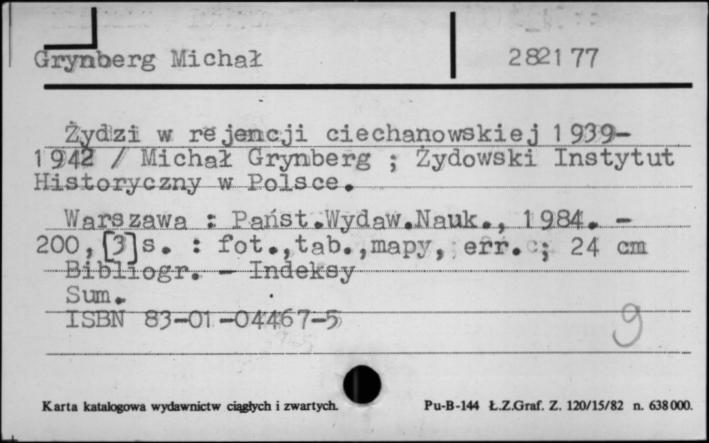 Grynberg Michał 282177
Żydzi w rejencji ciechanowskiej 1939-
1942 / Michał Grynberg ; Żydowski Instytut
Historyczny w Polsce.
Warszawa : Państ.Wydaw.Nauk., 1984. -
200,[3]s. : fot.,tab.,mapy, err. ; 24 cm
Bibliogr. - Indeksy
Sum.
ISBN 83-01-04467-5
9
Karta katalogowa wydawnictw ciągłych i zwartych. Pu-B-144 Ł.Z.Graf. Z. 120/15/82 n. 638000.